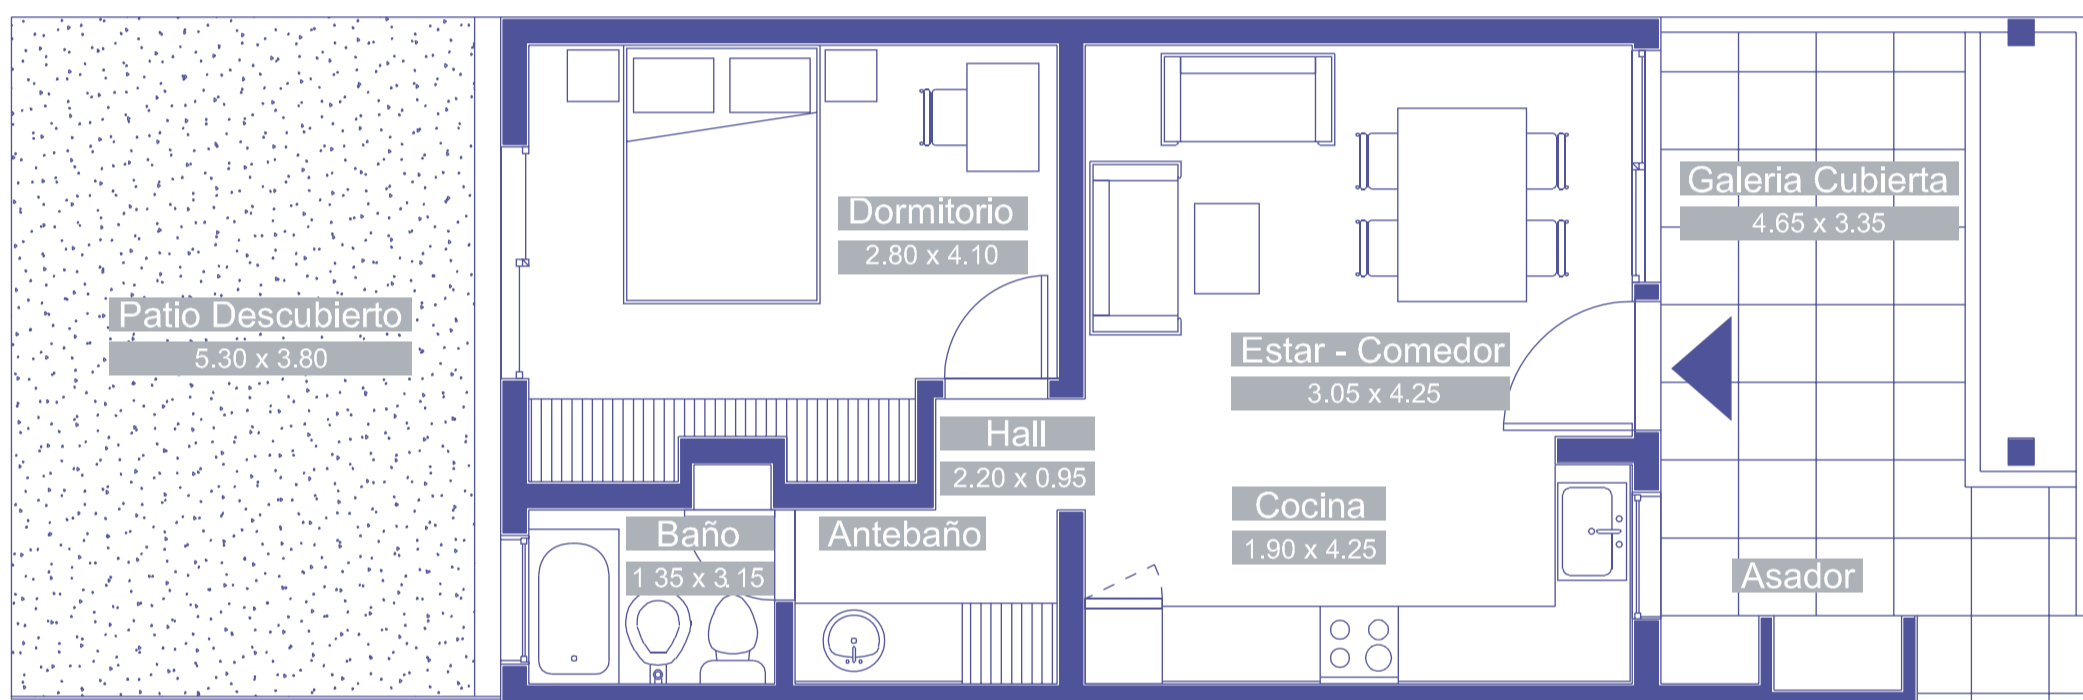 Patio Descubierto
5.30 x 3.80
Dormitorio
2.80 x 4.10
Hall
2.20 x 0.95
Baño
1 35 x 3.15
Antebaño
Estar - Comedor
3.05 x 4.25
Cocina
1.90 x 4.25
Galeria Cubierta
4.65 x 3.35
Asador